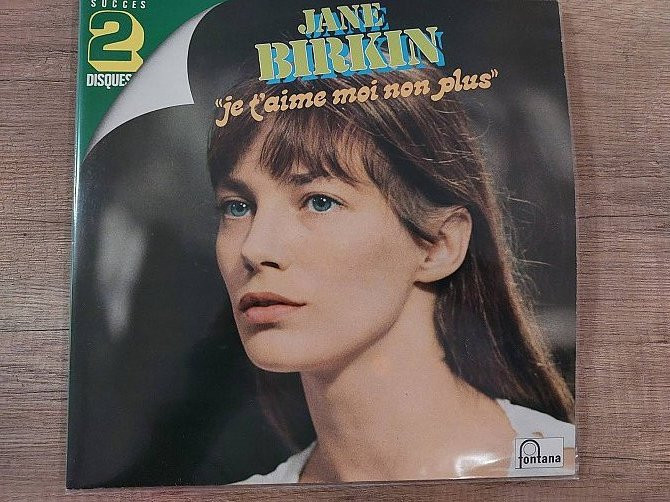 SUCCES
2
DISQUES
JANE
BIRKIN
"je t'aime moi non plus"
fontana